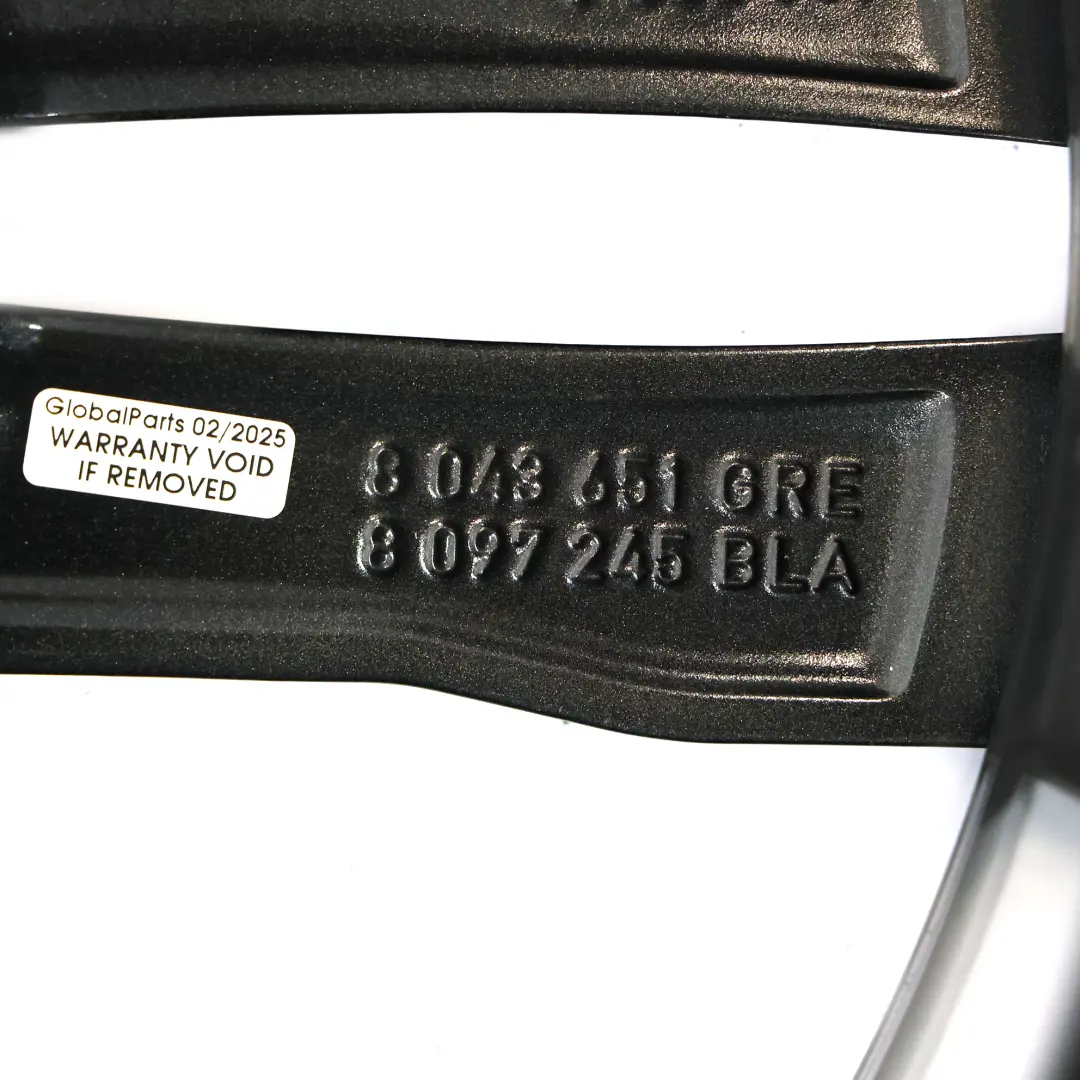 GlobalParts 02/2025
WARRANTY VOID
IF REMOVED
8 043 651 GRE
8 097 245 BLA